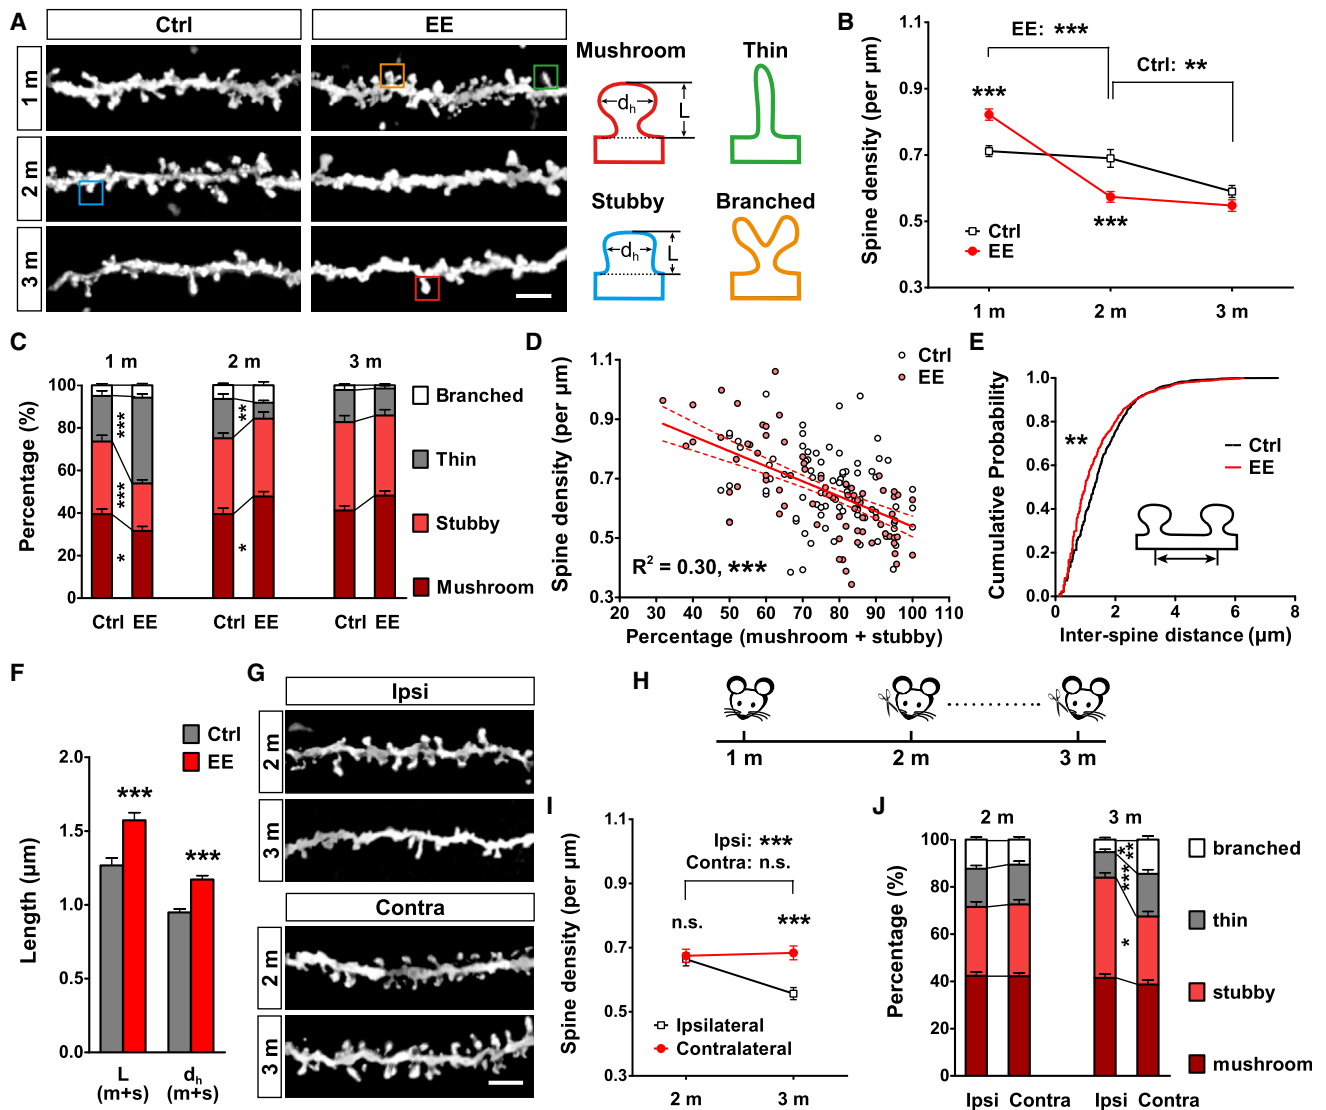 A
Ctrl
EE
1 m
2 m
3 m
Mushroom
Thin
dh
L
Stubby
Branched
dh
L
B
Spine density (per µm)
1.1
0.9
0.7
0.5
0.3
EE: ***
Ctrl: **
***
***
Ctrl
EE
1 m
2 m
3 m
C
Percentage (%)
1 m
2 m
3 m
100
80
60
40
20
0
***
***
*
**
*
Branched
Thin
Stubby
Mushroom
Ctrl EE
Ctrl EE
Ctrl EE
D
Spine density (per µm)
1.1
0.9
0.7
0.5
0.3
Ctrl
EE
R² = 0.30, ***
20 30 40 50 60 70 80 90 100 110
Percentage (mushroom + stubby)
E
Cumulative Probability
1.0
0.8
0.6
0.4
0.2
0.0
**
Ctrl
EE
0 2 4 6 8
Inter-spine distance (µm)
F
Length (µm)
Ctrl
EE
2.0
1.5
1.0
0.5
0.0
***
***
L
(m+s)
dh
(m+s)
G
Ipsi
2 m
3 m
Contra
2 m
3 m
H
1 m
2 m
3 m
I
Spine density (per µm)
1.1
0.9
0.7
0.5
0.3
Ipsi: ***
Contra: n.s.
n.s.
***
Ipsilateral
Contralateral
2 m
3 m
J
Percentage (%)
2 m
3 m
100
80
60
40
20
0
**
*
***
*
branched
thin
stubby
mushroom
Ipsi Contra
Ipsi Contra